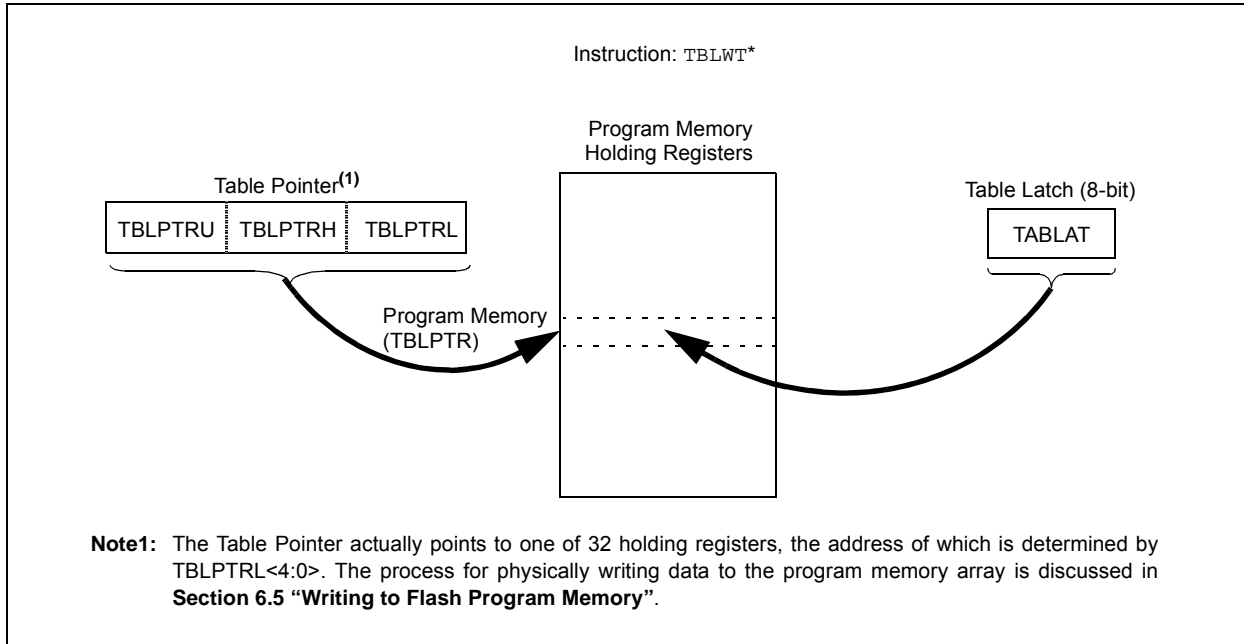 Instruction: TBLWT*
Program Memory
Holding Registers
Table Pointer(1)
Table Latch (8-bit)
TBLPTRU TBLPTRH TBLPTRL
TABLAT
Program Memory
(TBLPTR)
Note1: The Table Pointer actually points to one of 32 holding registers, the address of which is determined by
TBLPTRL<4:0>. The process for physically writing data to the program memory array is discussed in
Section 6.5 “Writing to Flash Program Memory”.